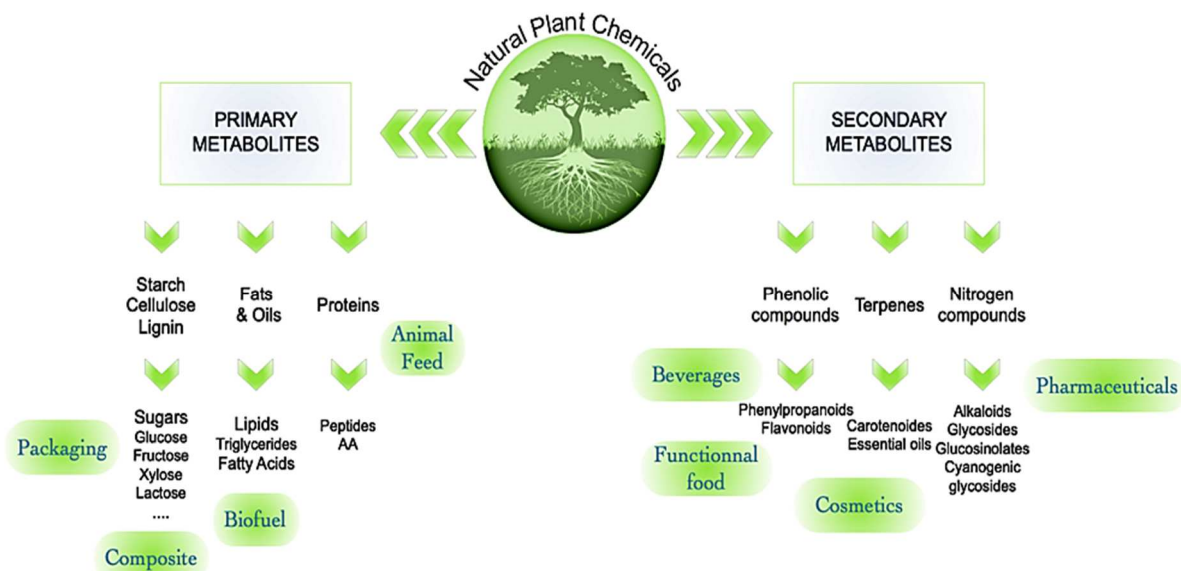 Natural Plant Chemicals
PRIMARY
METABOLITES
SECONDARY
METABOLITES
Starch
Cellulose
Lignin
Fats
& Oils
Proteins
Animal
Feed
Packaging
Sugars
Glucose
Fructose
Xylose
Lactose
....
Composite
Lipids
Triglycerides
Fatty Acids
Biofuel
Peptides
AA
Phenolic
compounds
Terpenes
Nitrogen
compounds
Beverages
Functionnal
food
Phenylpropanoids
Flavonoids
Carotenoides
Essential oils
Cosmetics
Alkaloids
Glycosides
Glucosinolates
Cyanogenic
glycosides
Pharmaceuticals